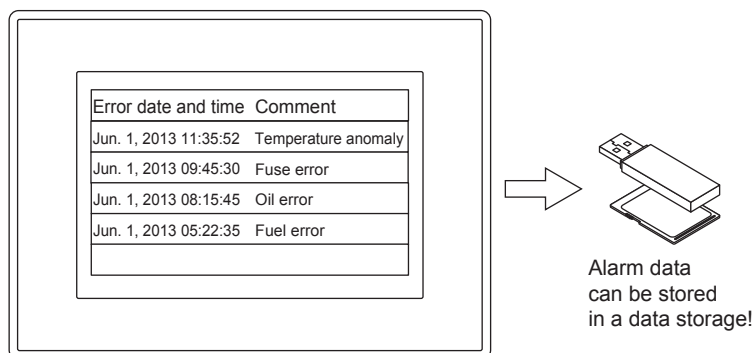 Error date and time Comment
Jun. 1, 2013 11:35:52 Temperature anomaly
Jun. 1, 2013 09:45:30 Fuse error
Jun. 1, 2013 08:15:45 Oil error
Jun. 1, 2013 05:22:35 Fuel error
Alarm data
can be stored
in a data storage!